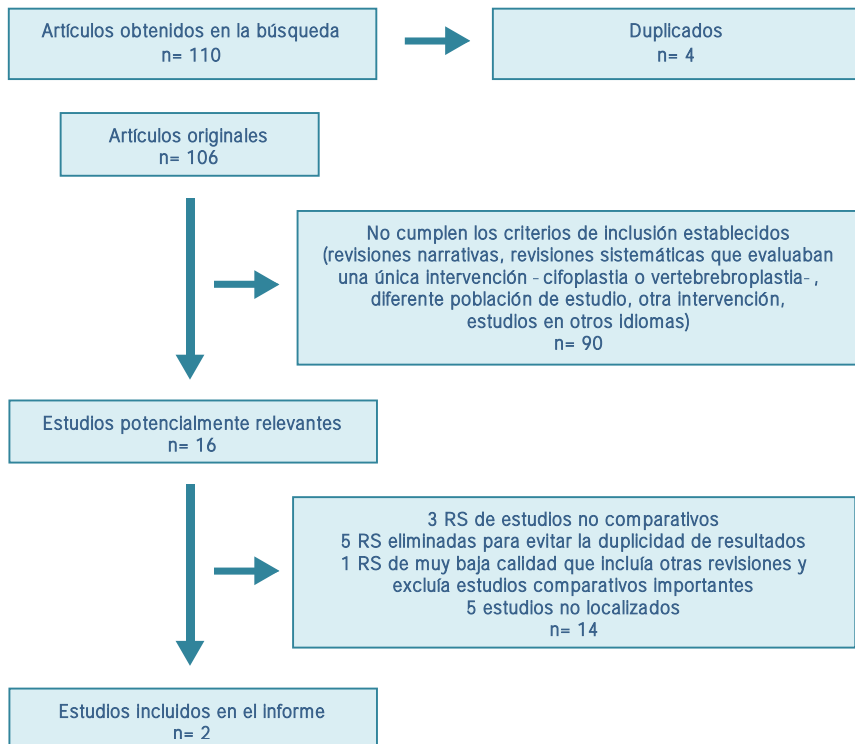 Artículos obtenidos en la búsqueda
n= 110
Duplicados
n= 4
Artículos originales
n= 106
No cumplen los criterios de inclusión establecidos
(revisiones narrativas, revisiones sistemáticas que evaluaban
una única intervención - cifoplastia o vertebrebroplastia- ,
diferente población de estudio, otra intervención,
estudios en otros idiomas)
n= 90
Estudios potencialmente relevantes
n= 16
3 RS de estudios no comparativos
5 RS eliminadas para evitar la duplicidad de resultados
1 RS de muy baja calidad que incluía otras revisiones y
excluía estudios comparativos importantes
5 estudios no localizados
n= 14
Estudios incluidos en el informe
n= 2